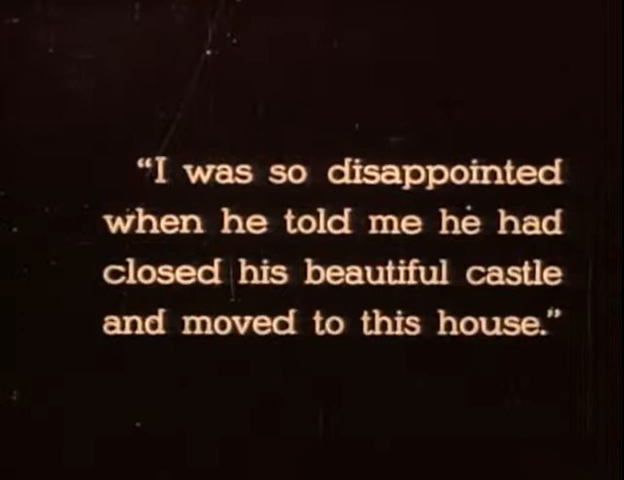 “I was so disappointed
when he told me he had
closed his beautiful castle
and moved to this house.”